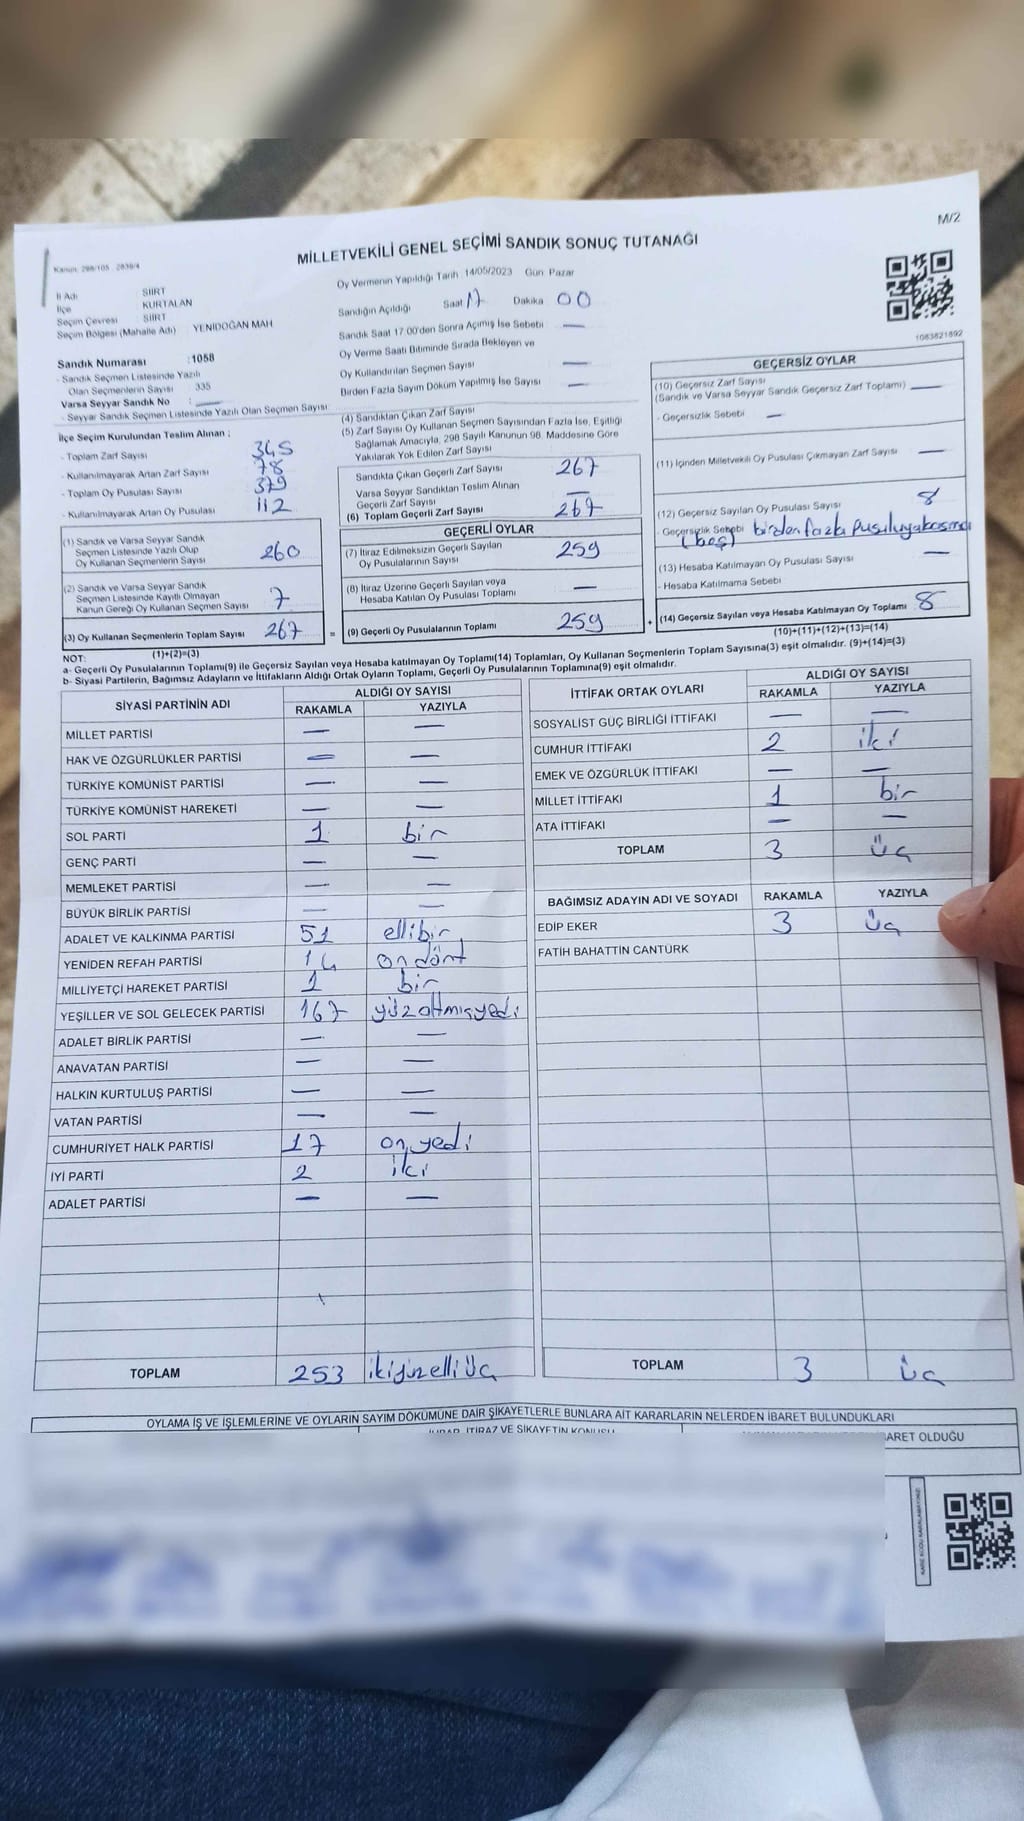 M/2
MİLLETVEKİLİ GENEL SEÇİMİ SANDIK SONUÇ TUTANAĞI
Kanun: 298/105 , 2839/4
İl Adı SİİRT
İlçe KURTALAN
Seçim Çevresi SİİRT
Seçim Bölgesi (Mahalle Adı) YENİDOĞAN MAH
Sandık Numarası : 1058
- Sandık Seçmen Listesinde Yazılı
Olan Seçmenlerin Sayısı : 335
Varsa Seyyar Sandık No : —
- Seyyar Sandık Seçmen Listesinde Yazılı Olan Seçmen Sayısı :
Oy Vermenin Yapıldığı Tarih 14/05/2023 Gün Pazar
Sandığın Açıldığı Saat 17 Dakika 00
Sandık Saat 17.00'den Sonra Açımış İse Sebebi —
Oy Verme Saati Bitiminde Sırada Bekleyen ve
Oy Kullandırılan Seçmen Sayısı —
Birden Fazla Sayım Döküm Yapılmış İse Sayısı —
1083821892
İlçe Seçim Kurulundan Teslim Alınan ;
- Toplam Zarf Sayısı 345
- Kullanılmayarak Artan Zarf Sayısı 78
- Toplam Oy Pusulası Sayısı 379
- Kullanılmayarak Artan Oy Pusulası 112
(1) Sandık ve Varsa Seyyar Sandık
Seçmen Listesinde Yazılı Olup
Oy Kullanan Seçmenlerin Sayısı 260
(2) Sandık ve Varsa Seyyar Sandık
Seçmen Listesinde Kayıtlı Olmayan
Kanun Gereği Oy Kullanan Seçmen Sayısı 7
(3) Oy Kullanan Seçmenlerin Toplam Sayısı 267 =
(1)+(2)=(3)
(4) Sandıktan Çıkan Zarf Sayısı
(5) Zarf Sayısı Oy Kullanan Seçmen Sayısından Fazla İse, Eşitliği
Sağlamak Amacıyla, 298 Sayılı Kanunun 98. Maddesine Göre
Yakılarak Yok Edilen Zarf Sayısı
Sandıkta Çıkan Geçerli Zarf Sayısı 267
Varsa Seyyar Sandıktan Teslim Alınan
Geçerli Zarf Sayısı —
(6) Toplam Geçerli Zarf Sayısı 267
GEÇERLİ OYLAR
(7) İtiraz Edilmeksizin Geçerli Sayılan
Oy Pusulalarının Sayısı 259
(8) İtiraz Üzerine Geçerli Sayılan veya
Hesaba Katılan Oy Pusulası Toplamı —
(9) Geçerli Oy Pusulalarının Toplamı 259 +
GEÇERSİZ OYLAR
(10) Geçersiz Zarf Sayısı
(Sandık ve Varsa Seyyar Sandık Geçersiz Zarf Toplamı) —
- Geçersizlik Sebebi —
(11) İçinden Milletvekili Oy Pusulası Çıkmayan Zarf Sayısı —
(12) Geçersiz Sayılan Oy Pusulası Sayısı 8
- Geçersizlik Sebebi birden fazla pusulaya basması
(beş)
(13) Hesaba Katılmayan Oy Pusulası Sayısı —
- Hesaba Katılmama Sebebi
(14) Geçersiz Sayılan veya Hesaba Katılmayan Oy Toplamı 8
(10)+(11)+(12)+(13)=(14)
NOT:
a- Geçerli Oy Pusulalarının Toplamı(9) ile Geçersiz Sayılan veya Hesaba katılmayan Oy Toplamı(14) Toplamları, Oy Kullanan Seçmenlerin Toplam Sayısına(3) eşit olmalıdır. (9)+(14)=(3)
b- Siyasi Partilerin, Bağımsız Adayların ve İttifakların Aldığı Ortak Oyların Toplamı, Geçerli Oy Pusulalarının Toplamına(9) eşit olmalıdır.
SİYASİ PARTİNİN ADI ALDIĞI OY SAYISI
RAKAMLA YAZIYLA
MİLLET PARTİSİ — —
HAK VE ÖZGÜRLÜKLER PARTİSİ — —
TÜRKİYE KOMÜNİST PARTİSİ — —
TÜRKİYE KOMÜNİST HAREKETİ — —
SOL PARTİ 1 bir
GENÇ PARTİ — —
MEMLEKET PARTİSİ — —
BÜYÜK BİRLİK PARTİSİ — —
ADALET VE KALKINMA PARTİSİ 51 ellibir
YENİDEN REFAH PARTİSİ 14 on dört
MİLLİYETÇİ HAREKET PARTİSİ 1 bir
YEŞİLLER VE SOL GELECEK PARTİSİ 167 yüzaltmışyedi
ADALET BİRLİK PARTİSİ — —
ANAVATAN PARTİSİ — —
HALKIN KURTULUŞ PARTİSİ — —
VATAN PARTİSİ — —
CUMHURİYET HALK PARTİSİ 17 on yedi
İYİ PARTİ 2 iki
ADALET PARTİSİ — —
TOPLAM 253 ikiyüzelliüç
İTTİFAK ORTAK OYLARI ALDIĞI OY SAYISI
RAKAMLA YAZIYLA
SOSYALİST GÜÇ BİRLİĞİ İTTİFAKI — —
CUMHUR İTTİFAKI 2 iki
EMEK VE ÖZGÜRLÜK İTTİFAKI — —
MİLLET İTTİFAKI 1 bir
ATA İTTİFAKI — —
TOPLAM 3 üç
BAĞIMSIZ ADAYIN ADI VE SOYADI RAKAMLA YAZIYLA
EDİP EKER 3 üç
FATİH BAHATTİN CANTÜRK
TOPLAM 3 üç
OYLAMA İŞ VE İŞLEMLERİNE VE OYLARIN SAYIM DÖKÜMÜNE DAİR ŞİKAYETLERLE BUNLARA AİT KARARLARIN NELERDEN İBARET BULUNDUKLARI
İTİRAZ VE ŞİKAYETİN KONUSU
OLDUĞU